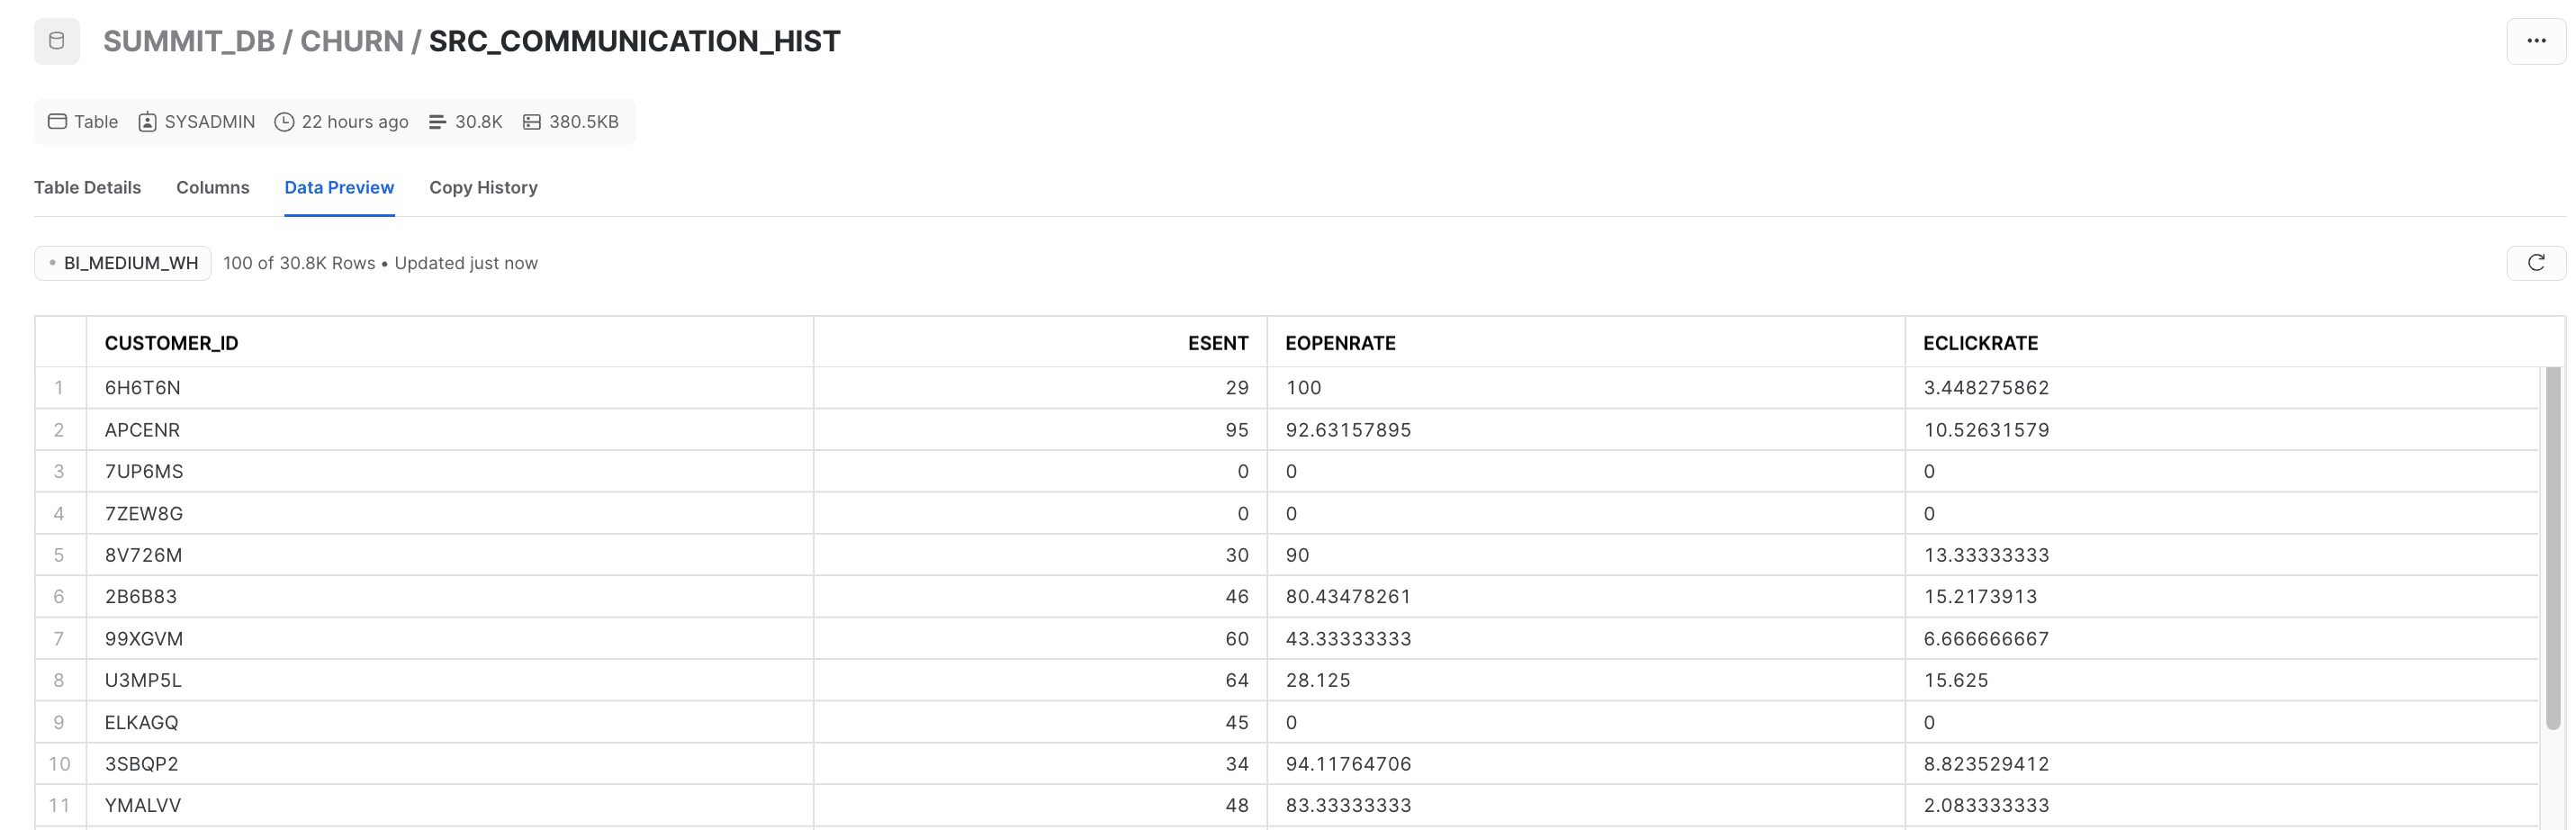 SUMMIT_DB / CHURN / SRC_COMMUNICATION_HIST
Table SYSADMIN 22 hours ago 30.8K 380.5KB
Table Details Columns Data Preview Copy History
BI_MEDIUM_WH 100 of 30.8K Rows • Updated just now
CUSTOMER_ID ESENT EOPENRATE ECLICKRATE
1 6H6T6N 29 100 3.448275862
2 APCENR 95 92.63157895 10.52631579
3 7UP6MS 0 0 0
4 7ZEW8G 0 0 0
5 8V726M 30 90 13.33333333
6 2B6B83 46 80.43478261 15.2173913
7 99XGVM 60 43.33333333 6.666666667
8 U3MP5L 64 28.125 15.625
9 ELKAGQ 45 0 0
10 3SBQP2 34 94.11764706 8.823529412
11 YMALVV 48 83.33333333 2.083333333